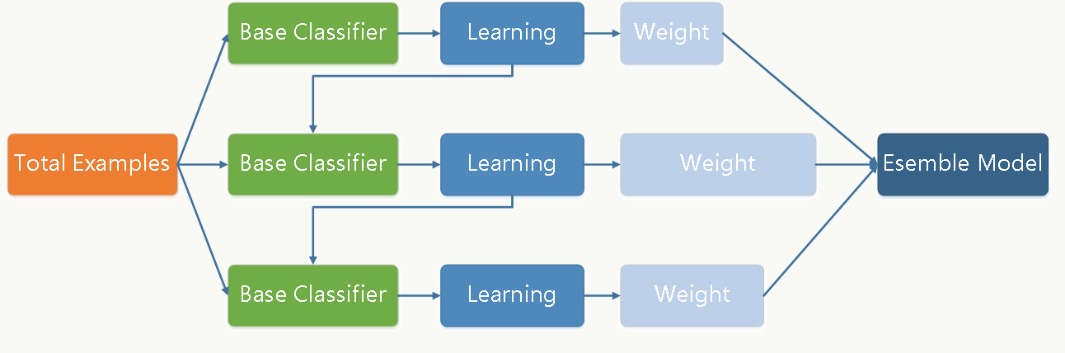 Base Classifier
Learning
Weight
Total Examples
Base Classifier
Learning
Weight
Esemble Model
Base Classifier
Learning
Weight